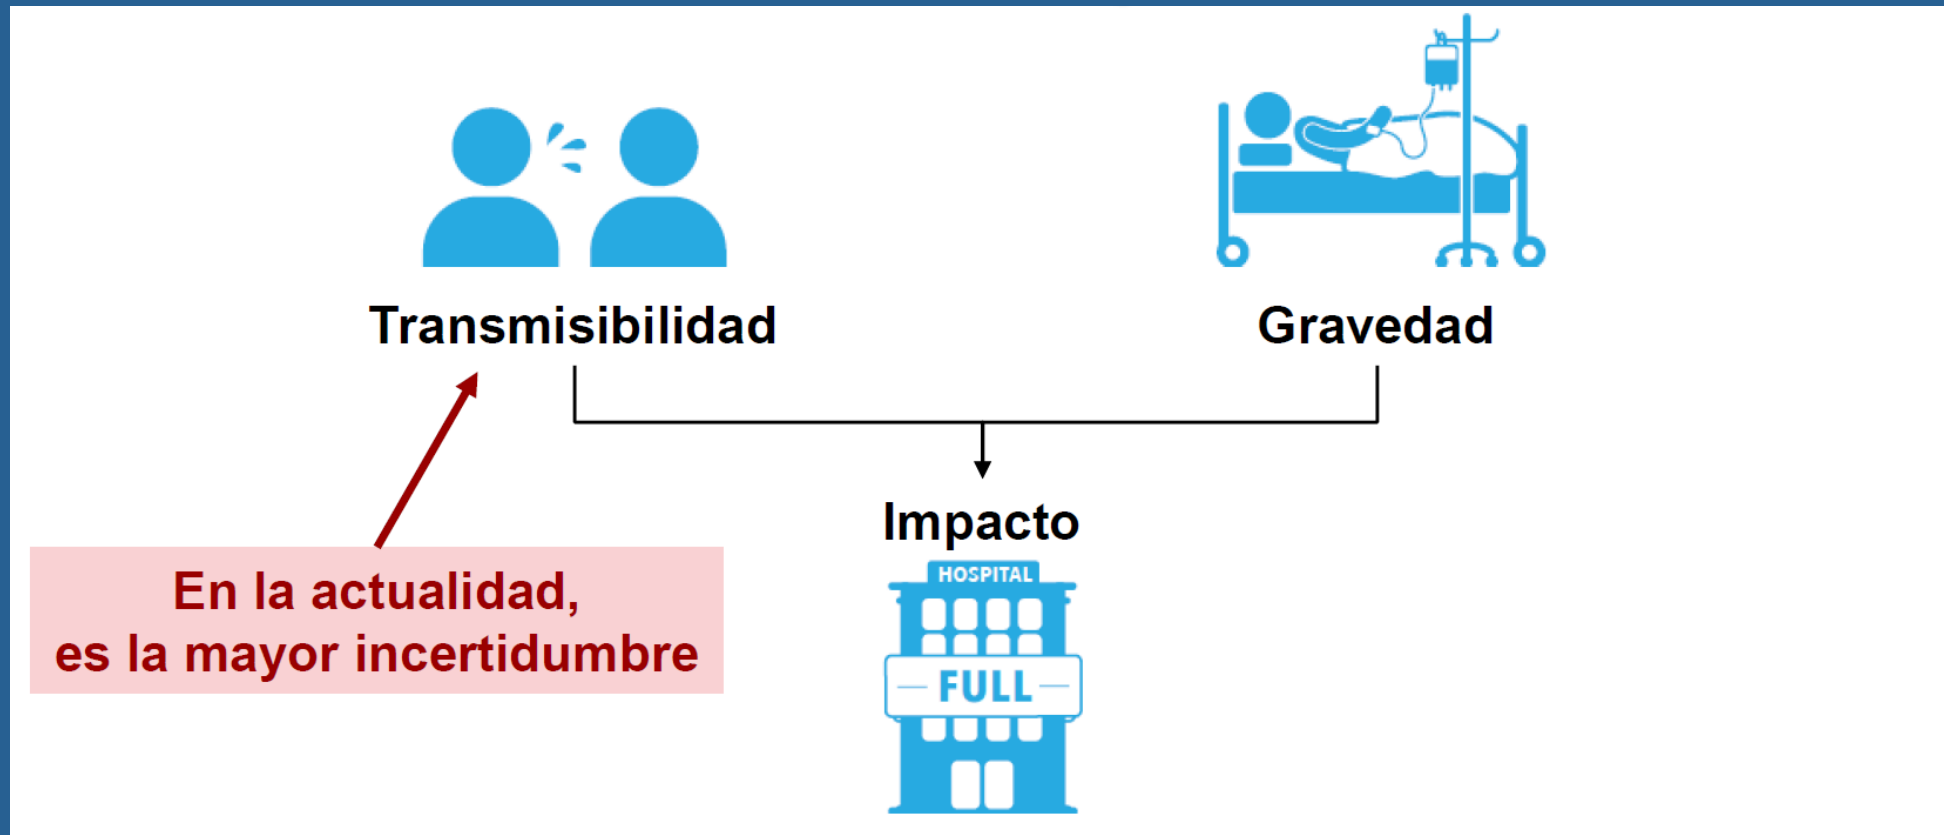 Transmisibilidad
Gravedad
Impacto
En la actualidad,
es la mayor incertidumbre
HOSPITAL
FULL